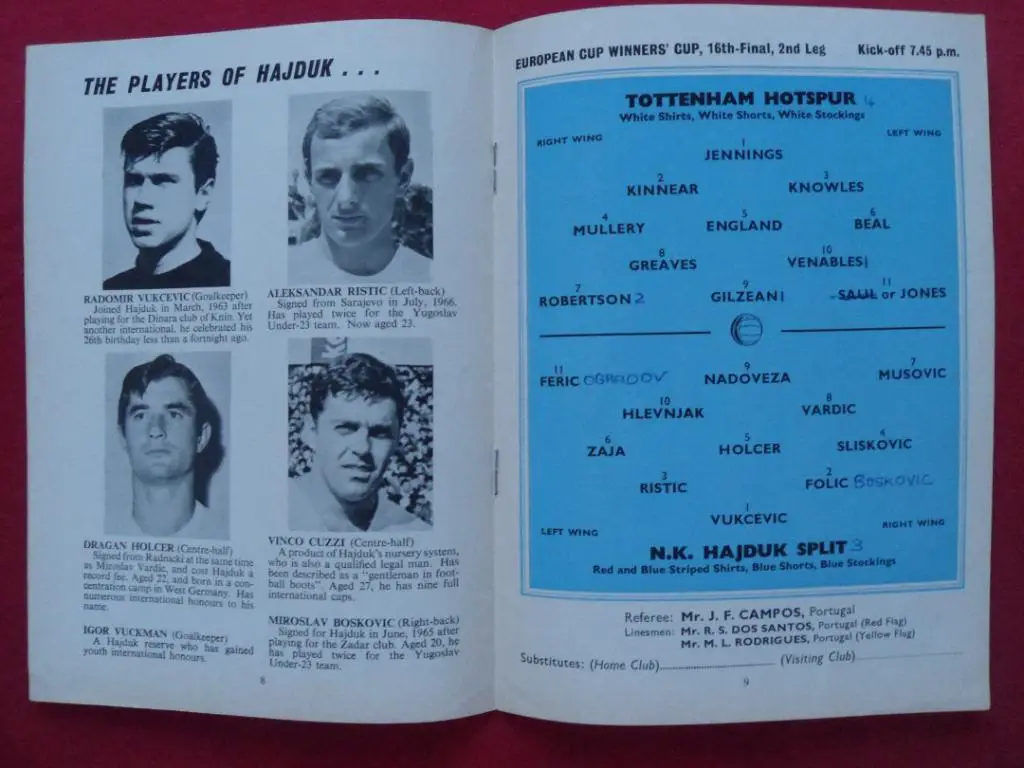 THE PLAYERS OF HAJDUK . . .
RADOMIR VUKCEVIC (Goalkeeper)
Joined Hajduk in March, 1963 after
playing for the Dinara club of Knin. Yet
another international, he celebrated his
26th birthday less than a fortnight ago.
ALEKSANDAR RISTIC (Left-back)
Signed from Sarajevo in July, 1966.
Has played twice for the Yugoslav
Under-23 team. Now aged 23.
DRAGAN HOLCER (Centre-half)
Signed from Radnacki at the same time
as Miroslav Vardic, and cost Hajduk a
record fee. Aged 22, and born in a con-
centration camp in West Germany. Has
numerous international honours to his
name.
IGOR VUCKMAN (Goalkeeper)
A Hajduk reserve who has gained
youth international honours.
VINCO CUZZI (Centre-half)
A product of Hajduk's nursery system,
who is also a qualified legal man. Has
been described as a "gentleman in foot-
ball boots". Aged 27, he has nine full
international caps.
MIROSLAV BOSKOVIC (Right-back)
Signed for Hajduk in June, 1965 after
playing for the Zadar club. Aged 20, he
has played twice for the Yugoslav
Under-23 team.
8
EUROPEAN CUP WINNERS' CUP, 16th-Final, 2nd Leg Kick-off 7.45 p.m.
TOTTENHAM HOTSPUR 4
White Shirts, White Shorts, White Stockings
RIGHT WING LEFT WING
1
JENNINGS
2 3
KINNEAR KNOWLES
4 5 6
MULLERY ENGLAND BEAL
8 10
GREAVES VENABLES 1
7 9 11
ROBERTSON 2 GILZEAN 1 SAUL or JONES
11 9 7
FERIC OGRADOV NADOVEZA MUSOVIC
10 8
HLEVNJAK VARDIC
6 5 4
ZAJA HOLCER SLISKOVIC
3 2
RISTIC FOLIC BOSKOVIC
1
VUKCEVIC
LEFT WING RIGHT WING
N.K. HAJDUK SPLIT 3
Red and Blue Striped Shirts, Blue Shorts, Blue Stockings
Referee: Mr. J. F. CAMPOS, Portugal
Linesmen: Mr. R. S. DOS SANTOS, Portugal (Red Flag)
Mr. M. L. RODRIGUES, Portugal (Yellow Flag)
Substitutes: (Home Club) (Visiting Club)
9